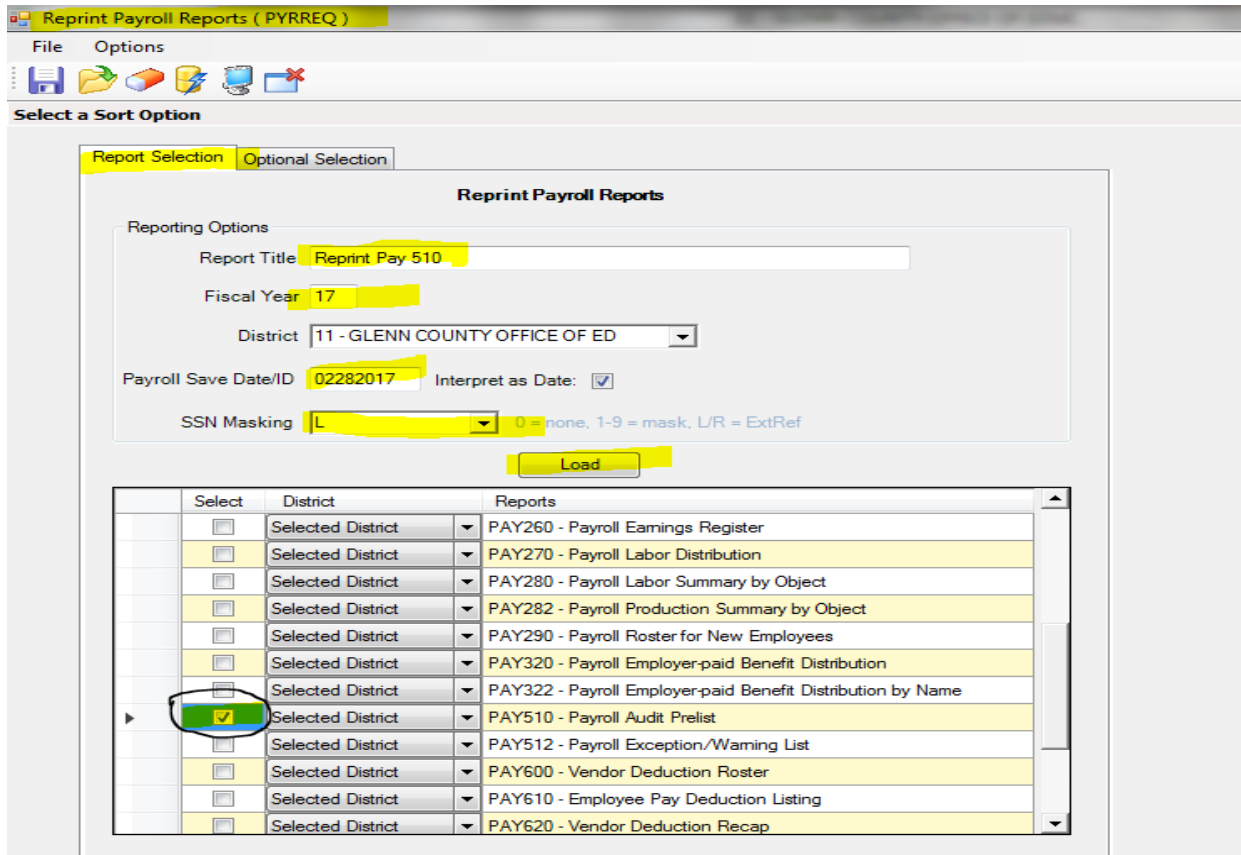 Reprint Payroll Reports ( PYRREQ )
File Options
Select a Sort Option
Report Selection Optional Selection
Reprint Payroll Reports
Reporting Options
Report Title Reprint Pay 510
Fiscal Year 17
District 11 - GLENN COUNTY OFFICE OF ED
Payroll Save Date/ID 02282017 Interpret as Date:
SSN Masking L 0 = none, 1-9 = mask, L/R = ExtRef
Load
Select District Reports
Selected District PAY260 - Payroll Earnings Register
Selected District PAY270 - Payroll Labor Distribution
Selected District PAY280 - Payroll Labor Summary by Object
Selected District PAY282 - Payroll Production Summary by Object
Selected District PAY290 - Payroll Roster for New Employees
Selected District PAY320 - Payroll Employer-paid Benefit Distribution
Selected District PAY322 - Payroll Employer-paid Benefit Distribution by Name
Selected District PAY510 - Payroll Audit Prelist
Selected District PAY512 - Payroll Exception/Warning List
Selected District PAY600 - Vendor Deduction Roster
Selected District PAY610 - Employee Pay Deduction Listing
Selected District PAY620 - Vendor Deduction Recap